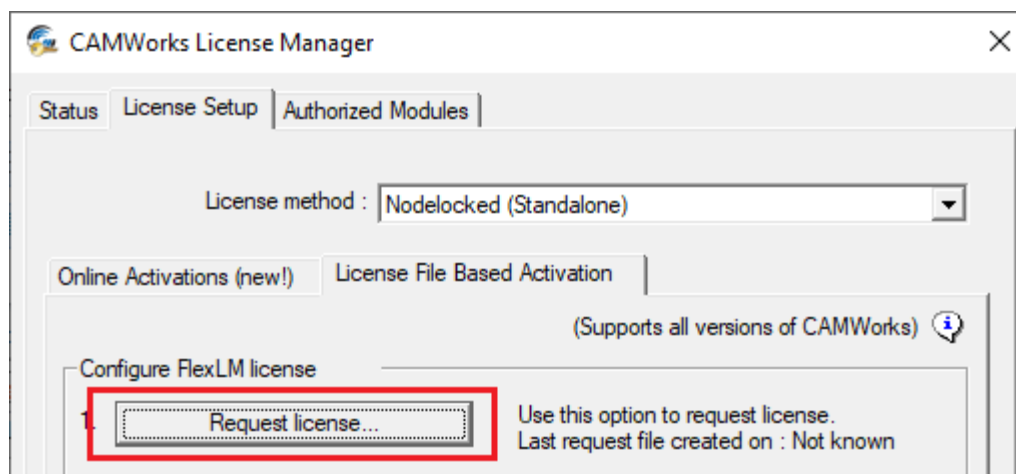 CAMWorks License Manager
Status License Setup Authorized Modules
License method : Nodelocked (Standalone)
Online Activations (new!) License File Based Activation
(Supports all versions of CAMWorks)
Configure FlexLM license
1. Request license... Use this option to request license.
Last request file created on : Not known